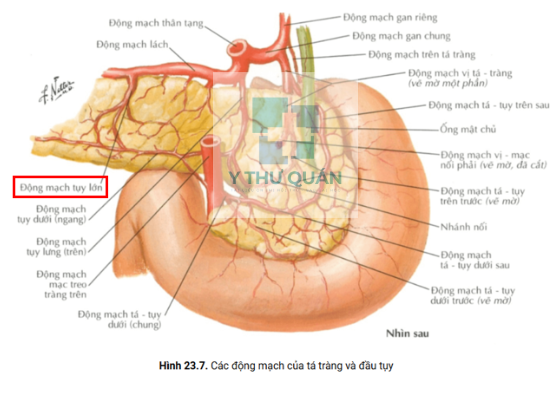 Động mạch thân tạng
Động mạch lách
Động mạch tụy lớn
Động mạch
tụy dưới (ngang)
Động mạch
tụy lưng (trên)
Động mạch
mạc treo
tràng trên
Động mạch tá - tụy
dưới (chung)
Động mạch gan riêng
Động mạch gan chung
Động mạch trên tá tràng
Động mạch vị tá - tràng
(vẽ mờ một phần)
Động mạch tá - tụy trên sau
Ống mật chủ
Động mạch vị - mạc
nối phải (vẽ mờ, đã cắt)
Động mạch tá - tụy
trên trước (vẽ mờ)
Nhánh nối
Động mạch
tá - tụy dưới sau
Động mạch tá - tụy
dưới trước (vẽ mờ)
Y THƯ QUÁN
Nhìn sau
Hình 23.7. Các động mạch của tá tràng và đầu tụy